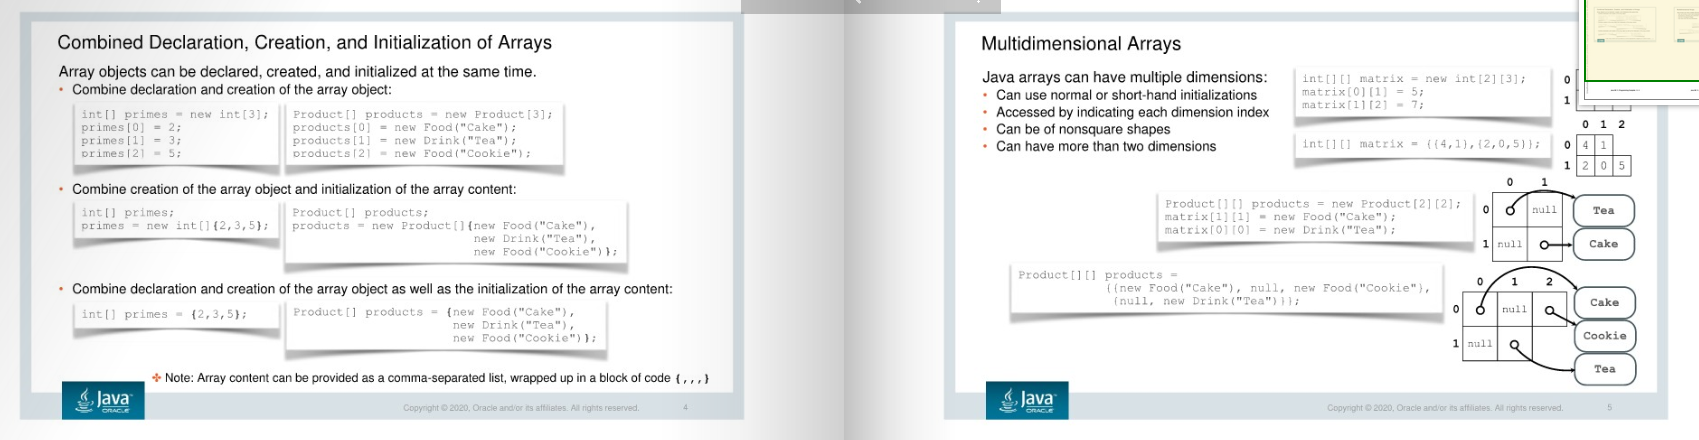 Combined Declaration, Creation, and Initialization of Arrays
Array objects can be declared, created, and initialized at the same time.
• Combine declaration and creation of the array object:
int[] primes = new int[3];
primes[0] = 2;
primes[1] = 3;
primes[2] = 5;
Product[] products = new Product[3];
products[0] = new Food("Cake");
products[1] = new Drink("Tea");
products[2] = new Food("Cookie");
• Combine creation of the array object and initialization of the array content:
int[] primes;
primes = new int[]{2,3,5};
Product[] products;
products = new Product[]{new Food("Cake"),
new Drink("Tea"),
new Food("Cookie")};
• Combine declaration and creation of the array object as well as the initialization of the array content:
int[] primes = {2,3,5};
Product[] products = {new Food("Cake"),
new Drink("Tea"),
new Food("Cookie")};
Note: Array content can be provided as a comma-separated list, wrapped up in a block of code {,,,}
Java
ORACLE
Copyright © 2020, Oracle and/or its affiliates. All rights reserved.
4
Multidimensional Arrays
Java arrays can have multiple dimensions:
• Can use normal or short-hand initializations
• Accessed by indicating each dimension index
• Can be of nonsquare shapes
• Can have more than two dimensions
int[][] matrix = new int[2][3];
matrix[0][1] = 5;
matrix[1][2] = 7;
0
1
int[][] matrix = {{4,1},{2,0,5}};
0 1 2
0 4 1
1 2 0 5
Product[][] products = new Product[2][2];
matrix[1][1] = new Food("Cake");
matrix[0][0] = new Drink("Tea");
0 1
0 null Tea
1 null Cake
Product[][] products =
{{new Food("Cake"), null, new Food("Cookie"},
{null, new Drink("Tea")}};
0 1 2
0 null Cake
Cookie
1 null
Tea
Java
ORACLE
Copyright © 2020, Oracle and/or its affiliates. All rights reserved.
5